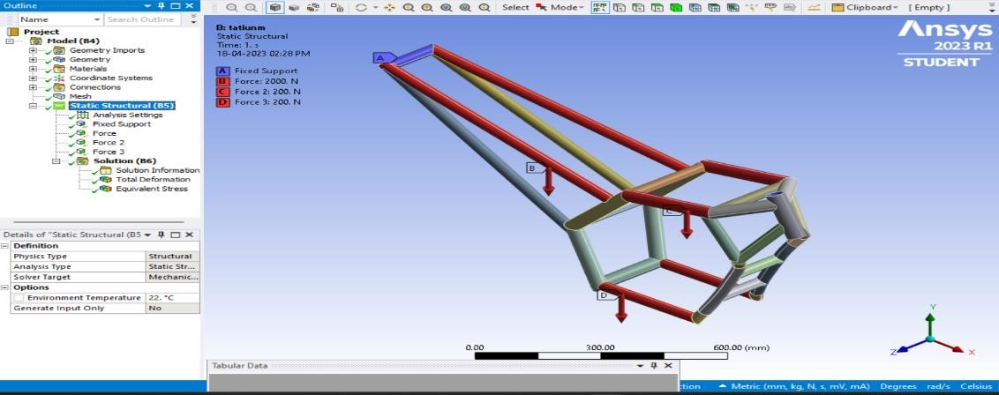 Outline
Name
Search Outline
Project
Model (B4)
Geometry Imports
Geometry
Materials
Coordinate Systems
Connections
Mesh
Static Structural (B5)
Analysis Settings
Fixed Support
Force
Force 2
Force 3
Solution (B6)
Solution Information
Total Deformation
Equivalent Stress
Details of "Static Structural (B5
Definition
Physics Type Structural
Analysis Type Static Str...
Solver Target Mechanic...
Options
Environment Temperature 22. °C
Generate Input Only No
Select Mode Clipboard [ Empty ]
B: tatiunm
Static Structural
Time: 1. s
18-04-2023 02:28 PM
A Fixed Support
B Force: 2000. N
C Force 2: 200. N
D Force 3: 200. N
Ansys
2023 R1
STUDENT
A
B
C
D
0.00 300.00 600.00 (mm)
Y
Z X
Tabular Data
ction Metric (mm, kg, N, s, mV, mA) Degrees rad/s Celsius